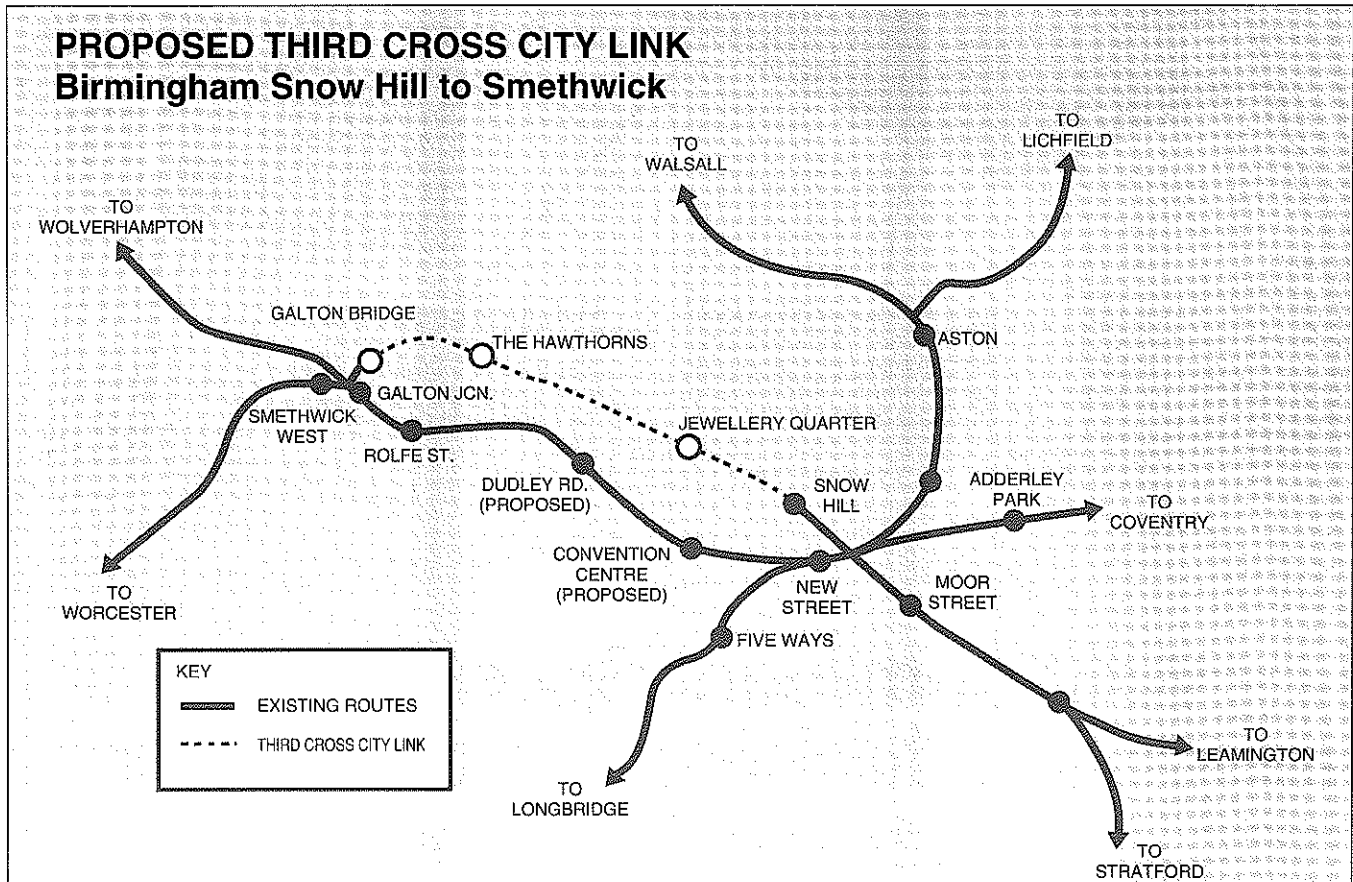 PROPOSED THIRD CROSS CITY LINK
Birmingham Snow Hill to Smethwick
TO
LICHFIELD
TO
WALSALL
TO
WOLVERHAMPTON
GALTON BRIDGE
THE HAWTHORNS
ASTON
GALTON JCN.
SMETHWICK
WEST
ROLFE ST.
JEWELLERY QUARTER
DUDLEY RD.
(PROPOSED)
SNOW
HILL
ADDERLEY
PARK
TO
COVENTRY
CONVENTION
CENTRE
(PROPOSED)
NEW
STREET
MOOR
STREET
TO
WORCESTER
FIVE WAYS
KEY
EXISTING ROUTES
THIRD CROSS CITY LINK
TO
LEAMINGTON
TO
LONGBRIDGE
TO
STRATFORD